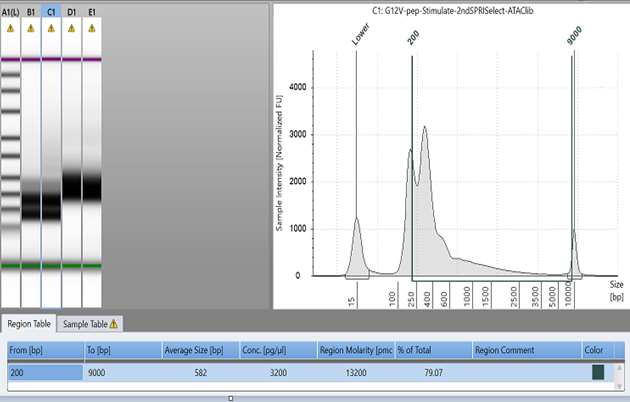 A1(L) B1 C1 D1 E1
C1: G12V-pep-Stimulate-2ndSPRISelect-ATAClib
Lower
200
9000
Sample Intensity [Normalized FU]
4000
3000
2000
1000
0
15
100
250
400
600
1000
1500
2500
3500
5000
10000
Size
[bp]
Region Table Sample Table
From [bp] To [bp] Average Size [bp] Conc. [pg/µl] Region Molarity [pmc % of Total Region Comment Color
200 9000 582 3200 13200 79.07